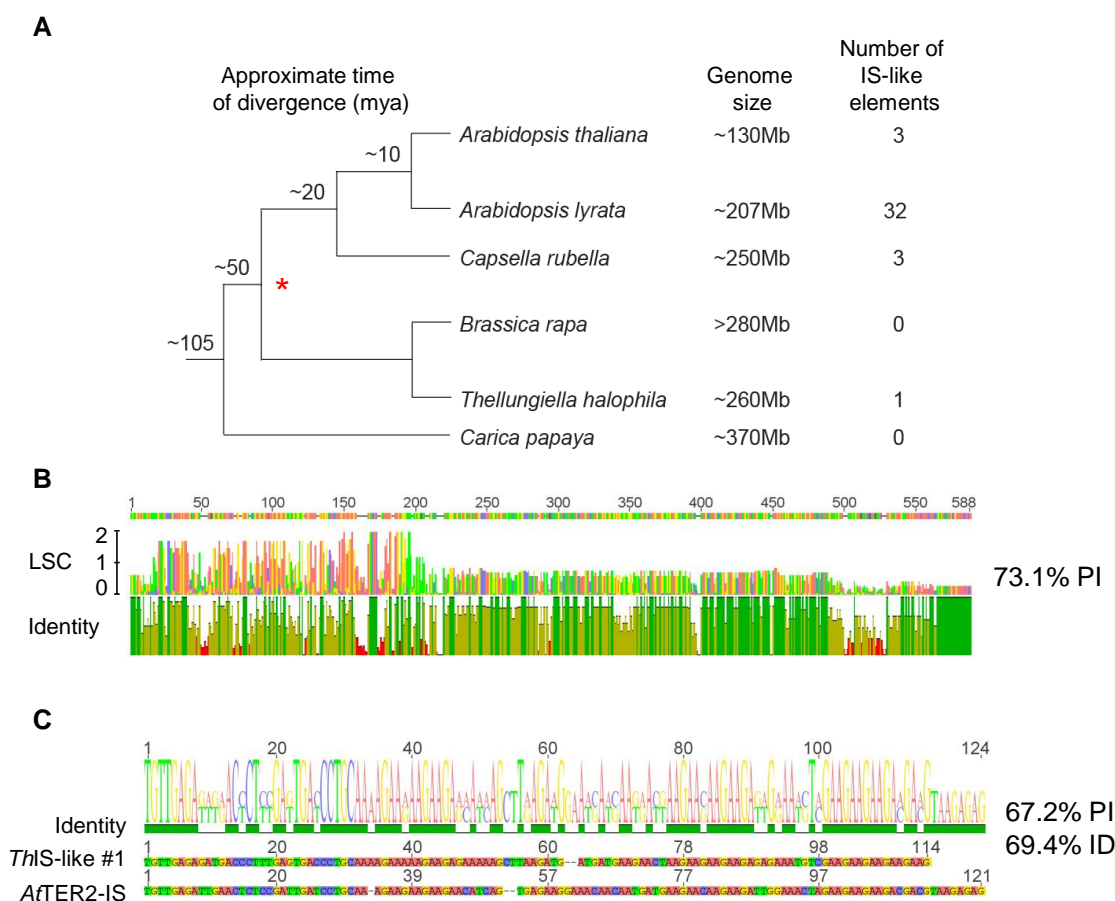 A
Approximate time
of divergence (mya)
Genome
size
Number of
IS-like
elements
~10 Arabidopsis thaliana ~130Mb 3
~20 Arabidopsis lyrata ~207Mb 32
~50 Capsella rubella ~250Mb 3
*
Brassica rapa >280Mb 0
~105
Thellungiella halophila ~260Mb 1
Carica papaya ~370Mb 0
B
1 50 100 150 200 250 300 350 400 450 500 550 588
2
LSC 1
0
73.1% PI
Identity
C
1 20 40 60 80 100 124
Identity
67.2% PI
69.4% ID
ThIS-like #1
1 20 41 60 78 98 114
AtTER2-IS
1 20 39 57 77 97 121